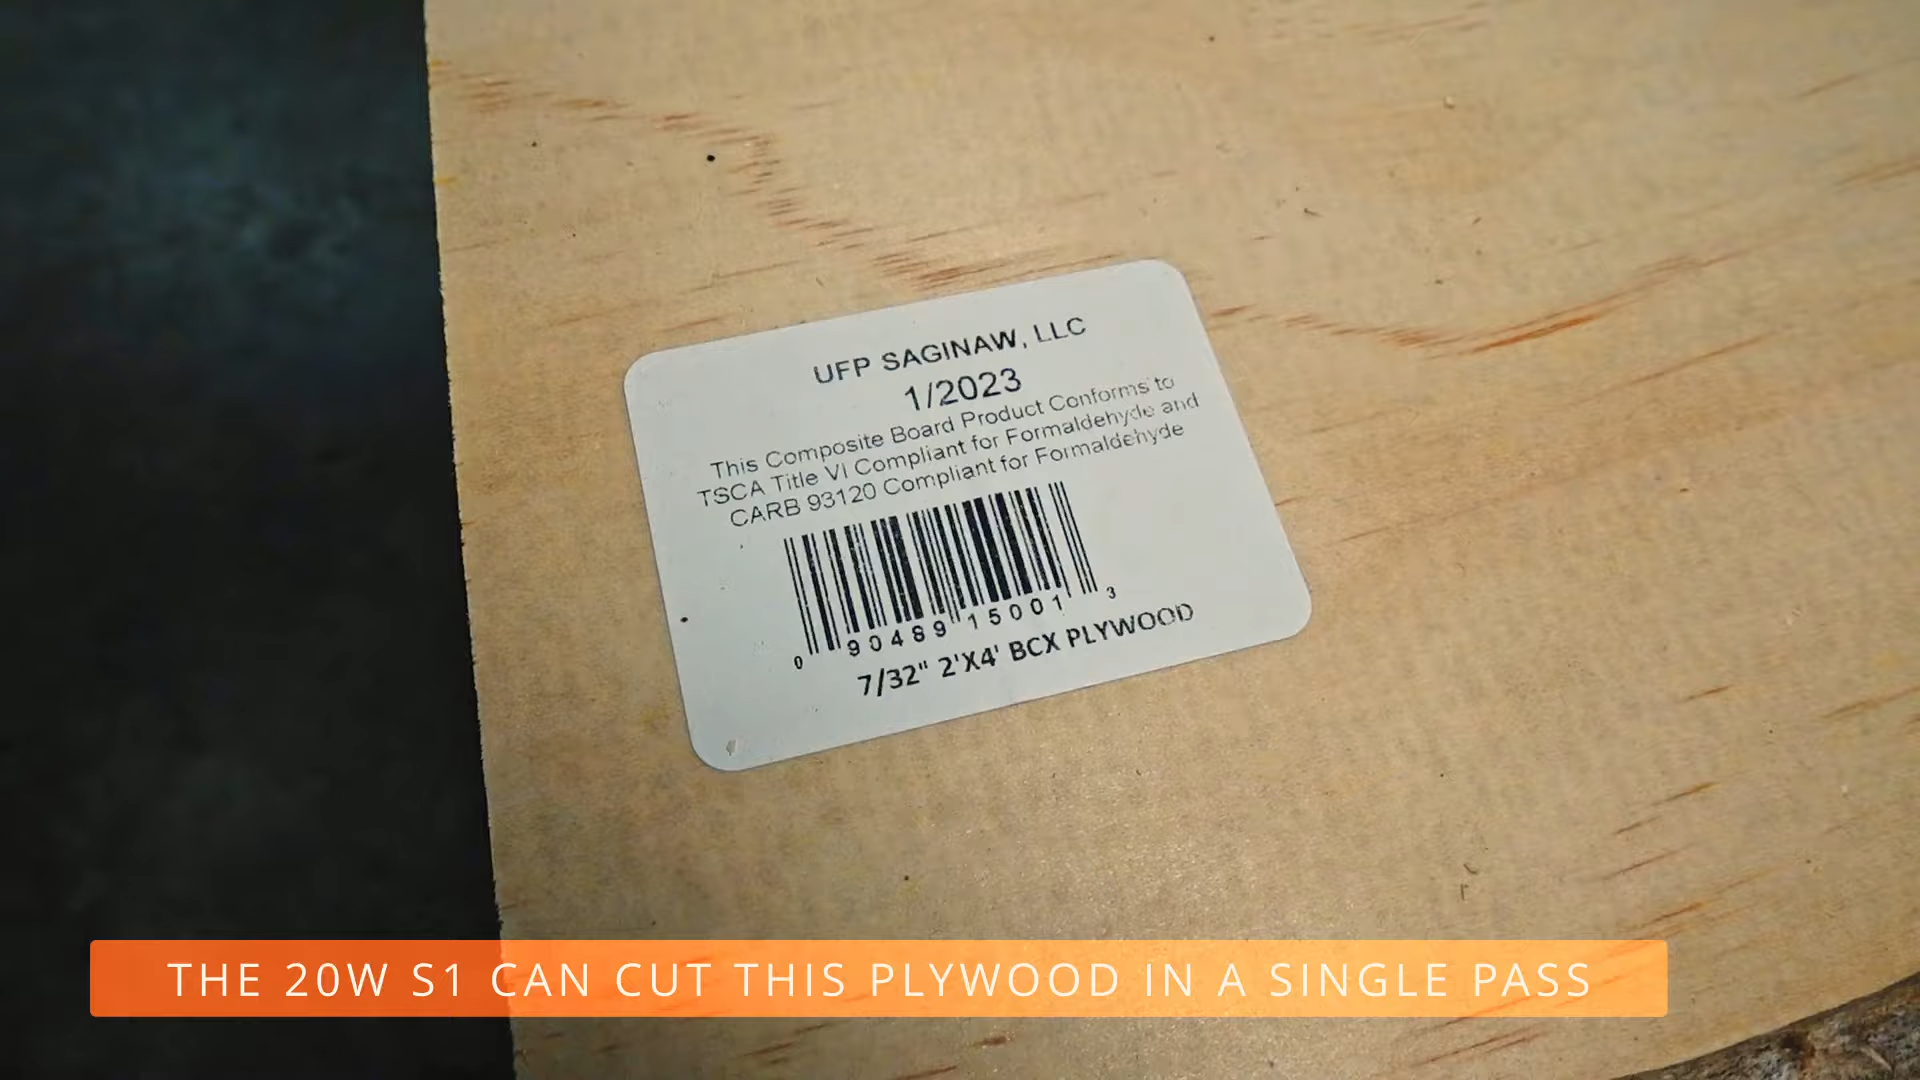 UFP SAGINAW, LLC
1/2023
This Composite Board Product Conforms to
TSCA Title VI Compliant for Formaldehyde and
CARB 93120 Compliant for Formaldehyde
0 90489 15001 3
7/32" 2'X4' BCX PLYWOOD
THE 20W S1 CAN CUT THIS PLYWOOD IN A SINGLE PASS